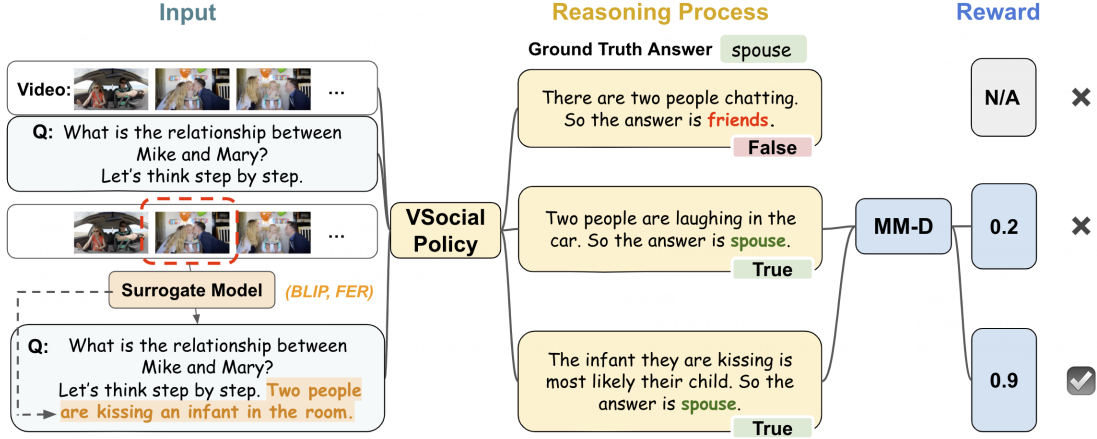 Input
Reasoning Process
Reward
Ground Truth Answer spouse
Video:
...
Q: What is the relationship between
Mike and Mary?
Let's think step by step.
There are two people chatting.
So the answer is friends.
False
N/A
VSocial
Policy
...
Two people are laughing in the
car. So the answer is spouse.
True
MM-D
0.2
Surrogate Model
(BLIP, FER)
Q: What is the relationship between
Mike and Mary?
Let's think step by step. Two people
are kissing an infant in the room.
The infant they are kissing is
most likely their child. So the
answer is spouse.
True
0.9